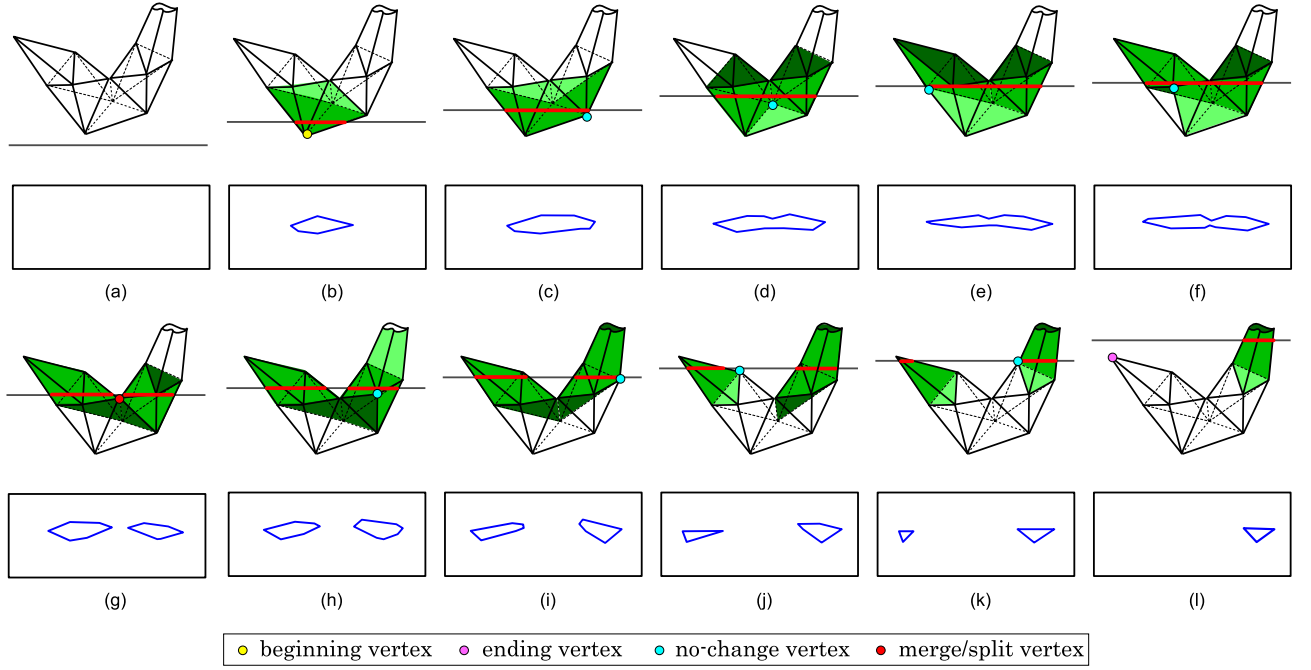 (a) (b) (c) (d) (e) (f)
(g) (h) (i) (j) (k) (l)
beginning vertex ending vertex no-change vertex merge/split vertex